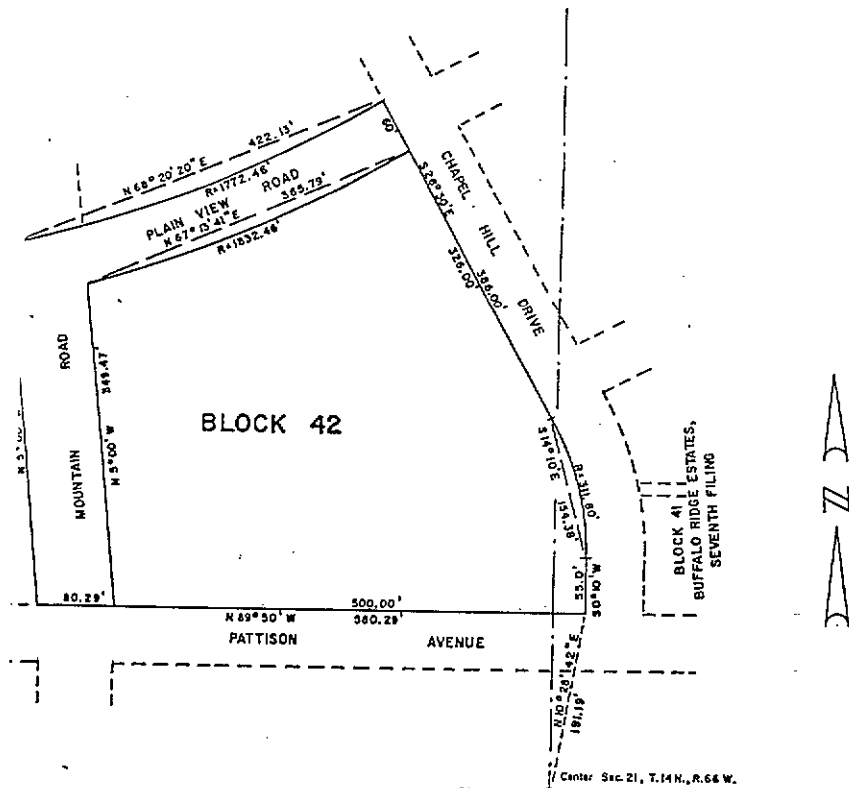 N 68° 20' 20" E 422.13'
R=1772.46'
60'
PLAIN VIEW ROAD
N 67° 13' 41" E 365.79'
R=1832.46'
S 28° 30' E
CHAPEL HILL DRIVE
326.00'
386.00'
MOUNTAIN ROAD
349.47'
N 5° 00' W
BLOCK 42
154.38'
R=311.80'
55.0'
S 0° 10' W
BLOCK 41
BUFFALO RIDGE ESTATES,
SEVENTH FILING
N
80.29'
500.00'
N 89° 50' W
580.29'
PATTISON AVENUE
N 10° 28' 42" E
191.19'
Center Sec. 21, T.14 N., R.66 W.